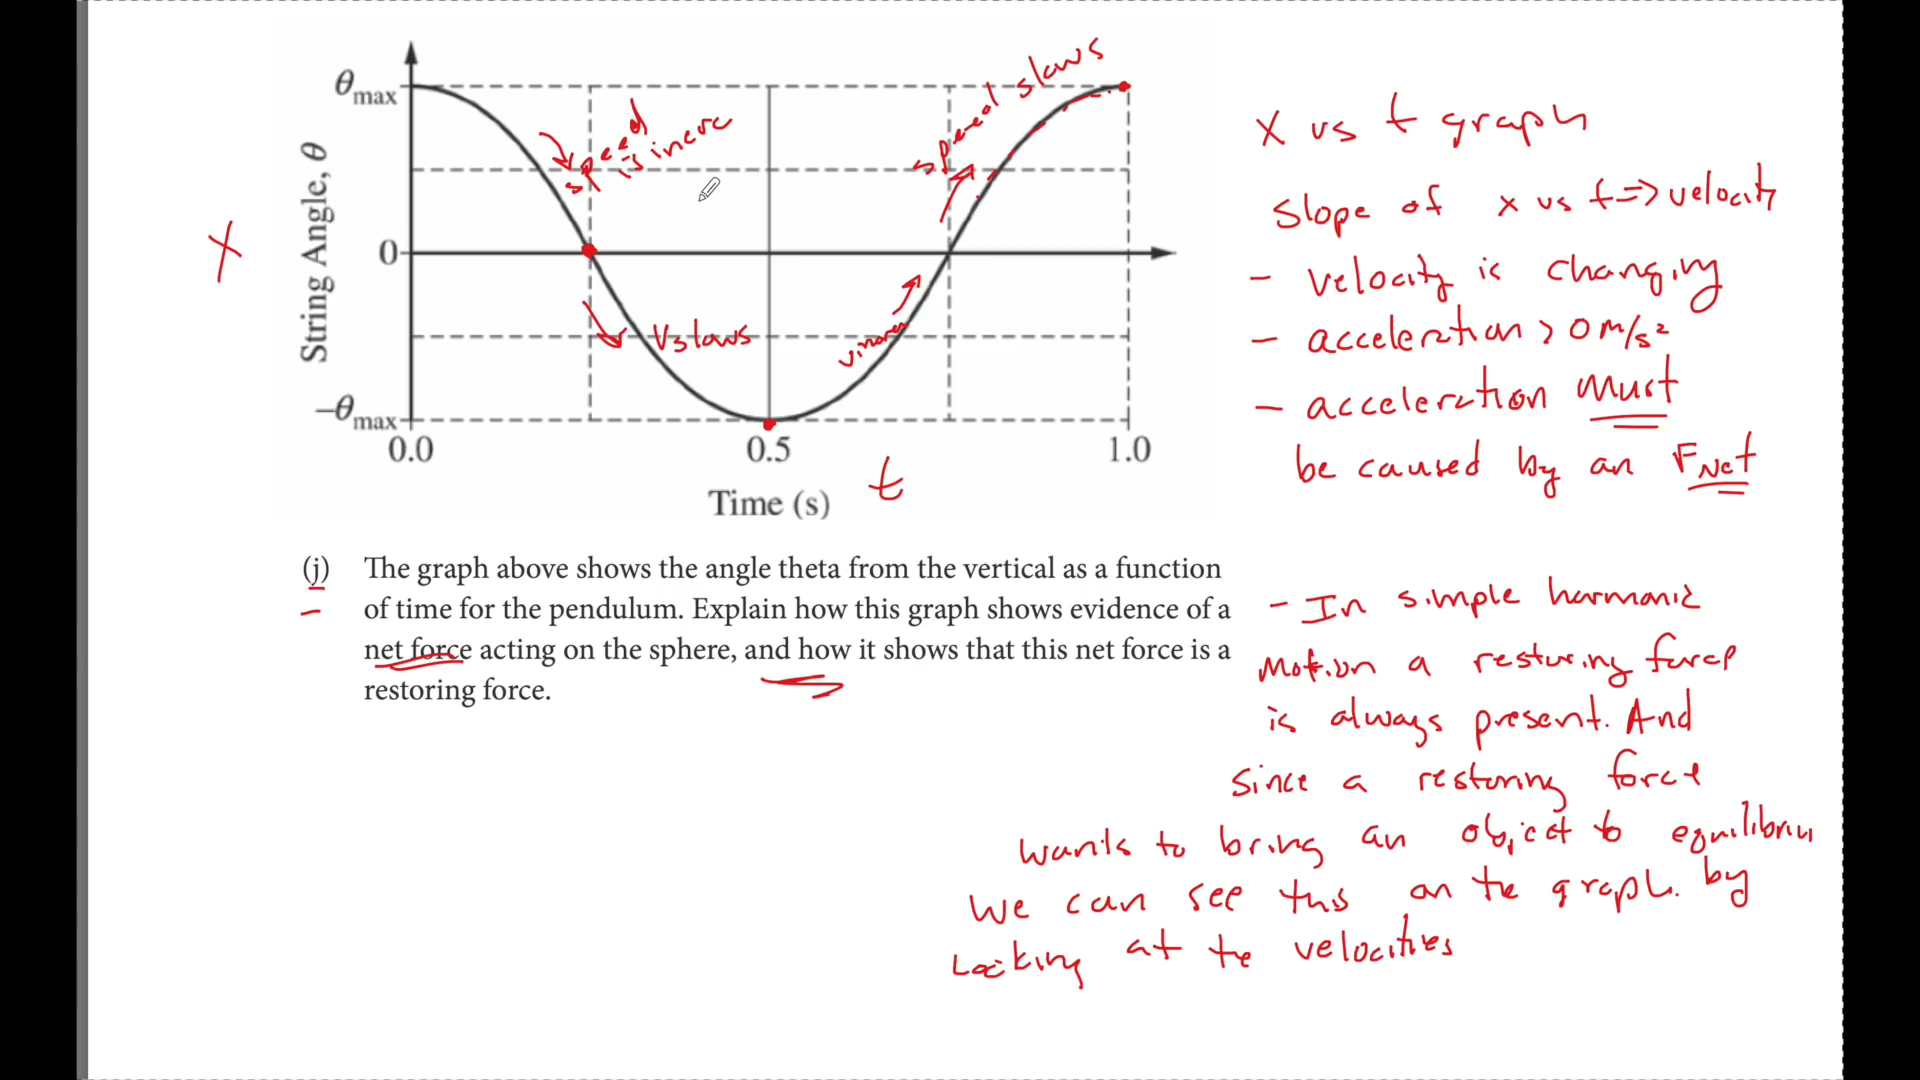 θmax
String Angle, θ
0
−θmax
0.0
0.5
1.0
Time (s)
X
t
speed
is incre
V slows
speed slows
X vs t graph
Slope of x vs t => velocity
- velocity is changing
- acceleration > 0 m/s²
- acceleration Must
be caused by an FNet
(j) The graph above shows the angle theta from the vertical as a function
of time for the pendulum. Explain how this graph shows evidence of a
net force acting on the sphere, and how it shows that this net force is a
restoring force.
- In simple harmonic
Motion a restoring force
is always present. And
Since a restoring force
wants to bring an object to equilibriu
We can see this on the graph. by
Looking at the velocities